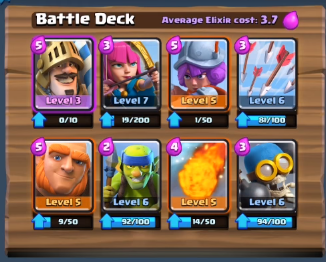 Battle Deck Average Elixir cost: 3.7
5 3 5 3
Level 3 Level 7 Level 5 Level 6
0/10 19/200 1/50 81/100
5 2 4 3
Level 5 Level 6 Level 5 Level 6
9/50 92/100 14/50 94/100